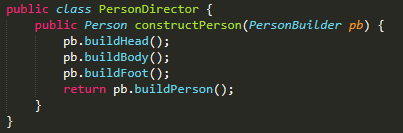 public class PersonDirector {
    public Person constructPerson(PersonBuilder pb) {
        pb.buildHead();
        pb.buildBody();
        pb.buildFoot();
        return pb.buildPerson();
    }
}